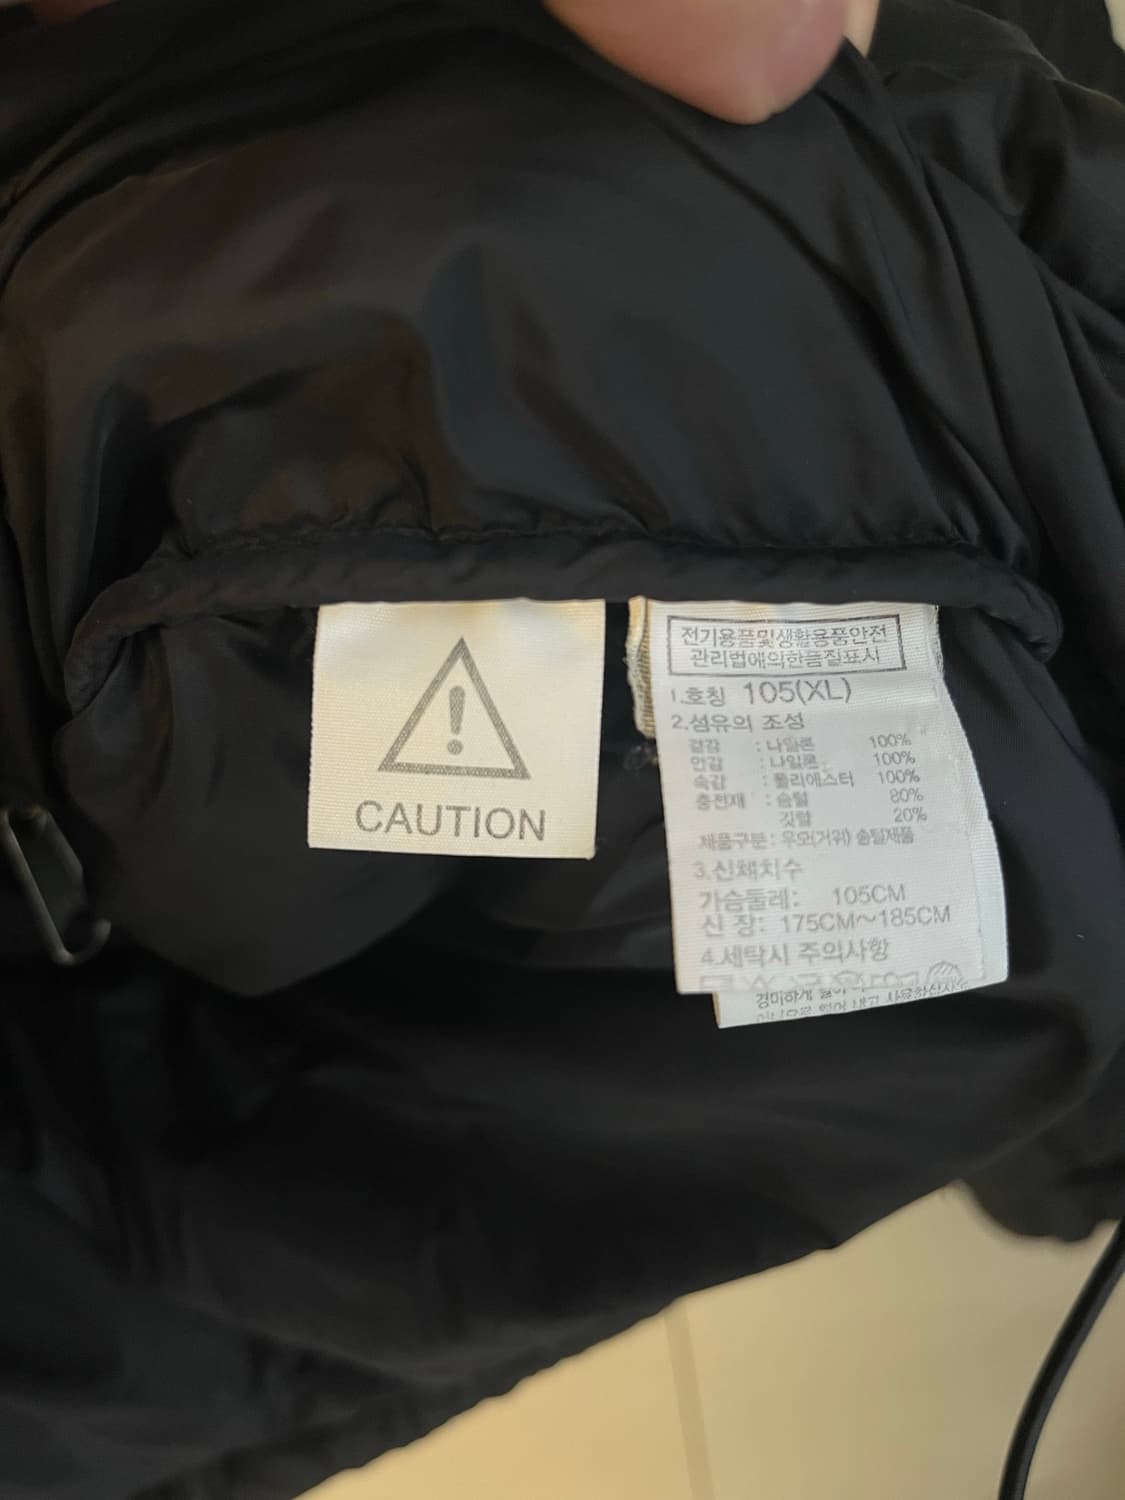 CAUTION
전기용품및생활용품안전
관리법에의한품질표시
1.호칭 105(XL)
2.섬유의 조성
겉감 : 나일론 100%
안감 : 나일론 100%
속감 : 폴리에스터 100%
충전재 : 솜털 80%
깃털 20%
제품구분: 우모(거위) 솜털제품
3.신체치수
가슴둘레: 105CM
신 장: 175CM~185CM
4.세탁시 주의사항
경미하게